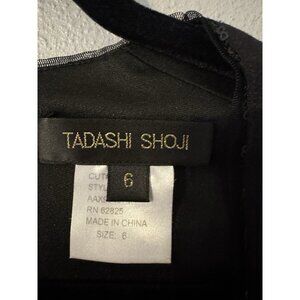 TADASHI SHOJI
6
RN 62825
MADE IN CHINA
SIZE: 6